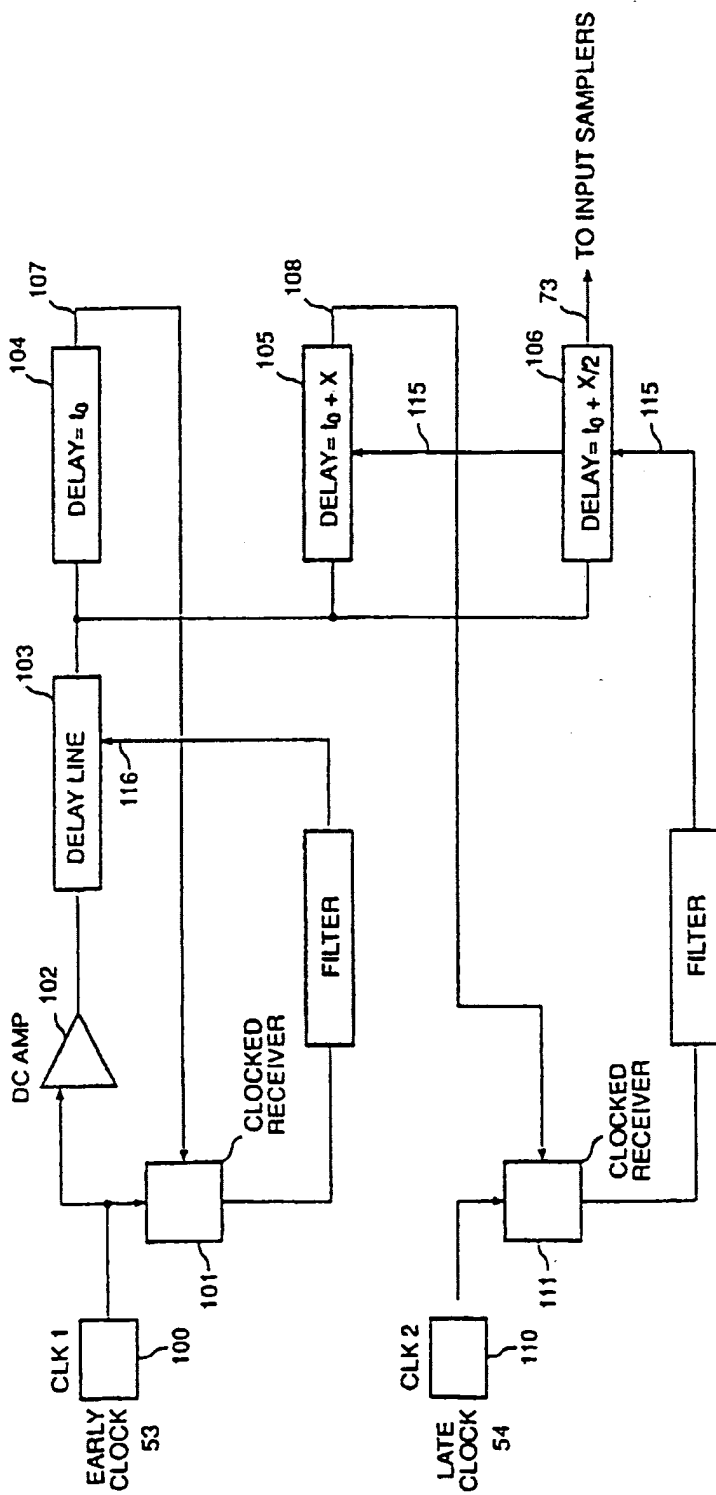 CLK 1
EARLY
CLOCK
53
100
DC AMP
102
101
CLOCKED
RECEIVER
FILTER
116
DELAY LINE
103
DELAY= t₀
104
107
CLK 2
LATE
CLOCK
54
110
111
CLOCKED
RECEIVER
FILTER
DELAY= t₀ + X
105
108
115
DELAY= t₀ + X/2
106
115
73
TO INPUT SAMPLERS